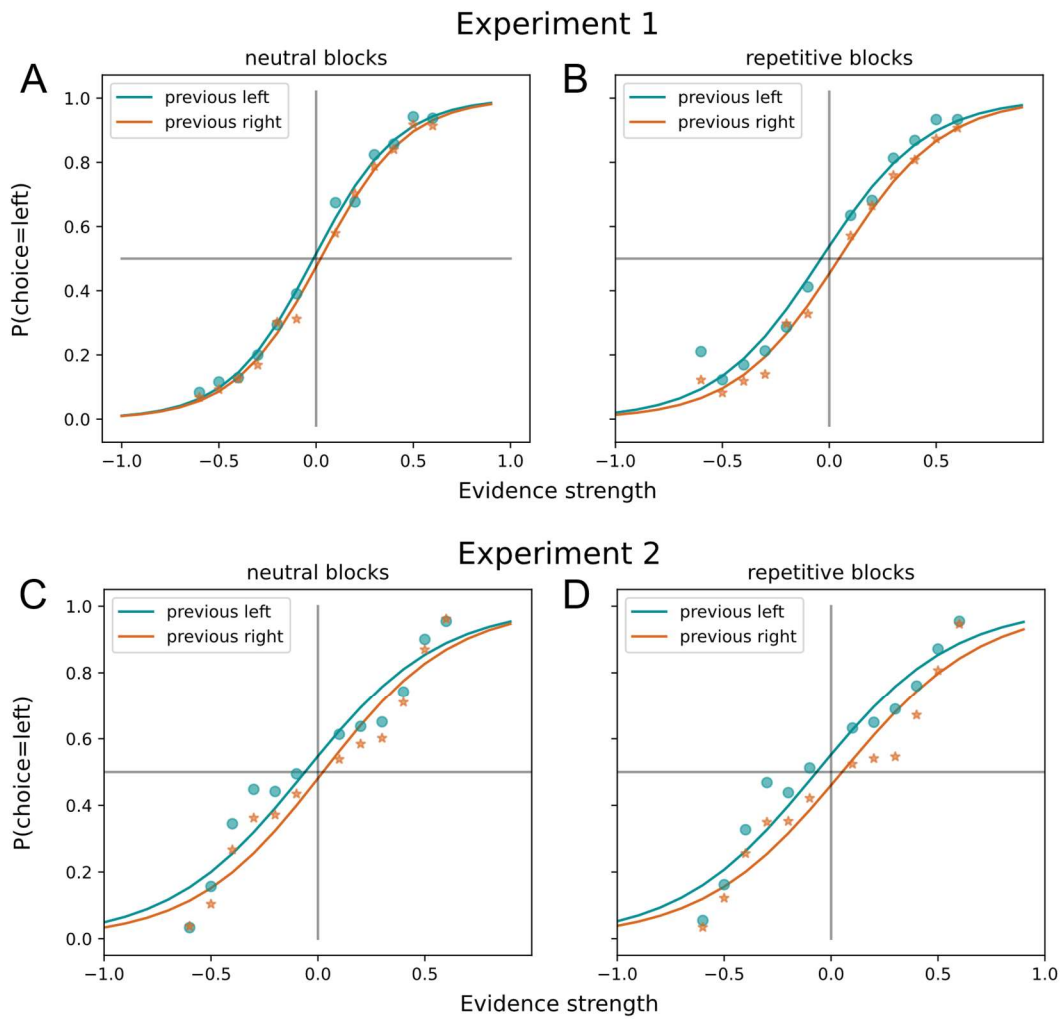 Experiment 1
A
neutral blocks
previous left
previous right
P(choice=left)
1.0
0.8
0.6
0.4
0.2
0.0
−1.0 −0.5 0.0 0.5 1.0
Evidence strength
B
repetitive blocks
previous left
previous right
−1.0 −0.5 0.0 0.5
Evidence strength
Experiment 2
C
neutral blocks
previous left
previous right
P(choice=left)
1.0
0.8
0.6
0.4
0.2
0.0
−1.0 −0.5 0.0 0.5
Evidence strength
D
repetitive blocks
previous left
previous right
−1.0 −0.5 0.0 0.5 1.0
Evidence strength